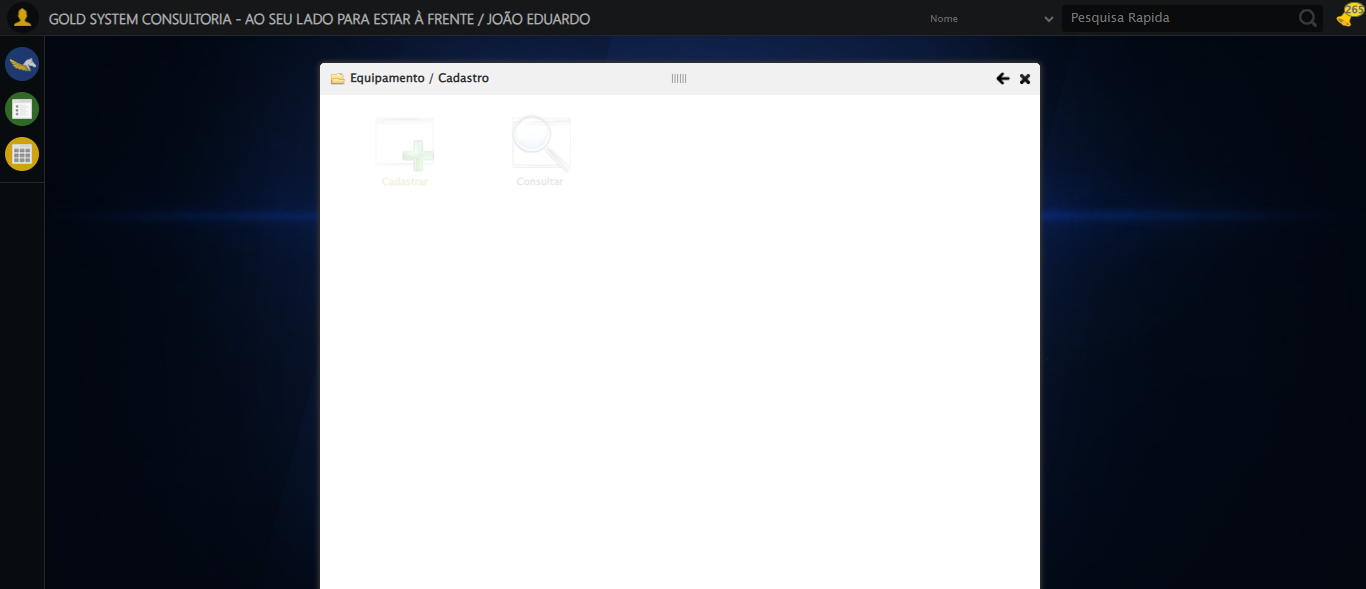 GOLD SYSTEM CONSULTORIA - AO SEU LADO PARA ESTAR À FRENTE / JOÃO EDUARDO
Nome
Pesquisa Rapida
265
Equipamento / Cadastro
Cadastrar
Consultar